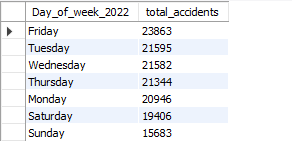 Day_of_week_2022 total_accidents
Friday 23863
Tuesday 21595
Wednesday 21582
Thursday 21344
Monday 20946
Saturday 19406
Sunday 15683